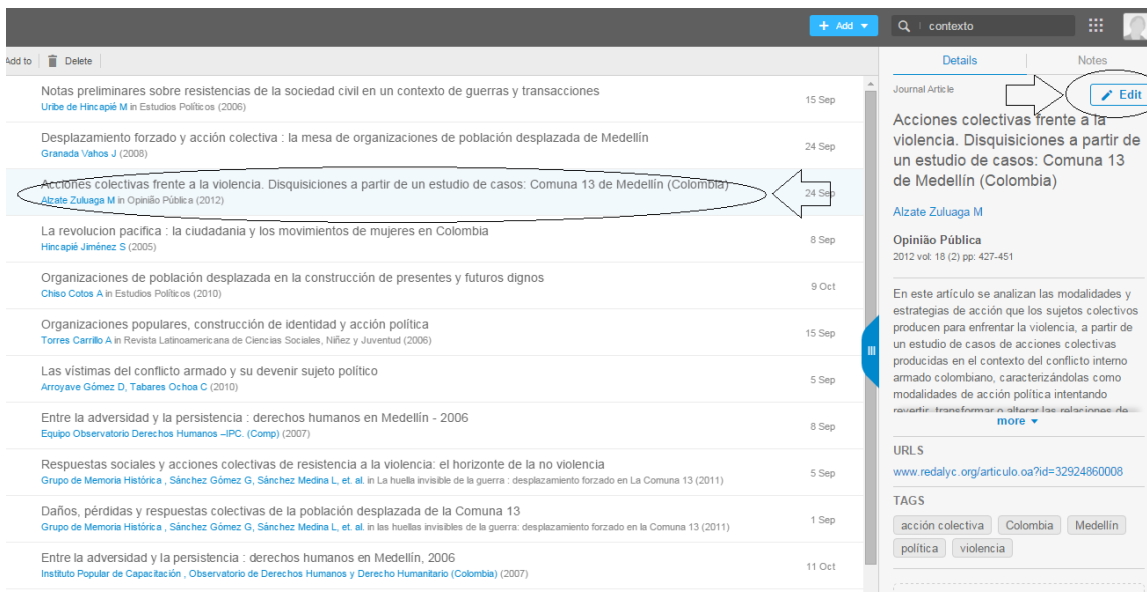 + Add
contexto
Add to
Delete
Notas preliminares sobre resistencias de la sociedad civil en un contexto de guerras y transacciones
Uribe de Hincapié M in Estudios Políticos (2006)
15 Sep
Desplazamiento forzado y acción colectiva : la mesa de organizaciones de población desplazada de Medellín
Granada Vahos J (2008)
24 Sep
Acciones colectivas frente a la violencia. Disquisiciones a partir de un estudio de casos: Comuna 13 de Medellín (Colombia)
Alzate Zuluaga M in Opinião Pública (2012)
24 Sep
La revolucion pacifica : la ciudadania y los movimientos de mujeres en Colombia
Hincapié Jiménez S (2005)
8 Sep
Organizaciones de población desplazada en la construcción de presentes y futuros dignos
Chiso Cotos A in Estudios Políticos (2010)
9 Oct
Organizaciones populares, construcción de identidad y acción política
Torres Carrillo A in Revista Latinoamericana de Ciencias Sociales, Niñez y Juventud (2006)
15 Sep
Las vístimas del conflicto armado y su devenir sujeto político
Arroyave Gómez D, Tabares Ochoa C (2010)
5 Sep
Entre la adversidad y la persistencia : derechos humanos en Medellín - 2006
Equipo Observatorio Derechos Humanos –IPC. (Comp) (2007)
8 Sep
Respuestas sociales y acciones colectivas de resistencia a la violencia: el horizonte de la no violencia
Grupo de Memoria Histórica , Sánchez Gómez G, Sánchez Medina L, et. al. in La huella invisible de la guerra : desplazamiento forzado en La Comuna 13 (2011)
5 Sep
Daños, pérdidas y respuestas colectivas de la población desplazada de la Comuna 13
Grupo de Memoria Histórica , Sánchez Gómez G, Sánchez Medina L, et. al. in las huellas invisibles de la guerra: desplazamiento forzado en la Comuna 13 (2011)
1 Sep
Entre la adversidad y la persistencia : derechos humanos en Medellín, 2006
Instituto Popular de Capacitación , Observatorio de Derechos Humanos y Derecho Humanitario (Colombia) (2007)
11 Oct
Details
Notes
Journal Article
Edit
Acciones colectivas frente a la
violencia. Disquisiciones a partir de
un estudio de casos: Comuna 13
de Medellín (Colombia)
Alzate Zuluaga M
Opinião Pública
2012 vol: 18 (2) pp: 427-451
En este artículo se analizan las modalidades y
estrategias de acción que los sujetos colectivos
producen para enfrentar la violencia, a partir de
un estudio de casos de acciones colectivas
producidas en el contexto del conflicto interno
armado colombiano, caracterizándolas como
modalidades de acción política intentando
revertir, transformar o alterar las relaciones de
more
URLS
www.redalyc.org/articulo.oa?id=32924860008
TAGS
acción colectiva
Colombia
Medellín
política
violencia